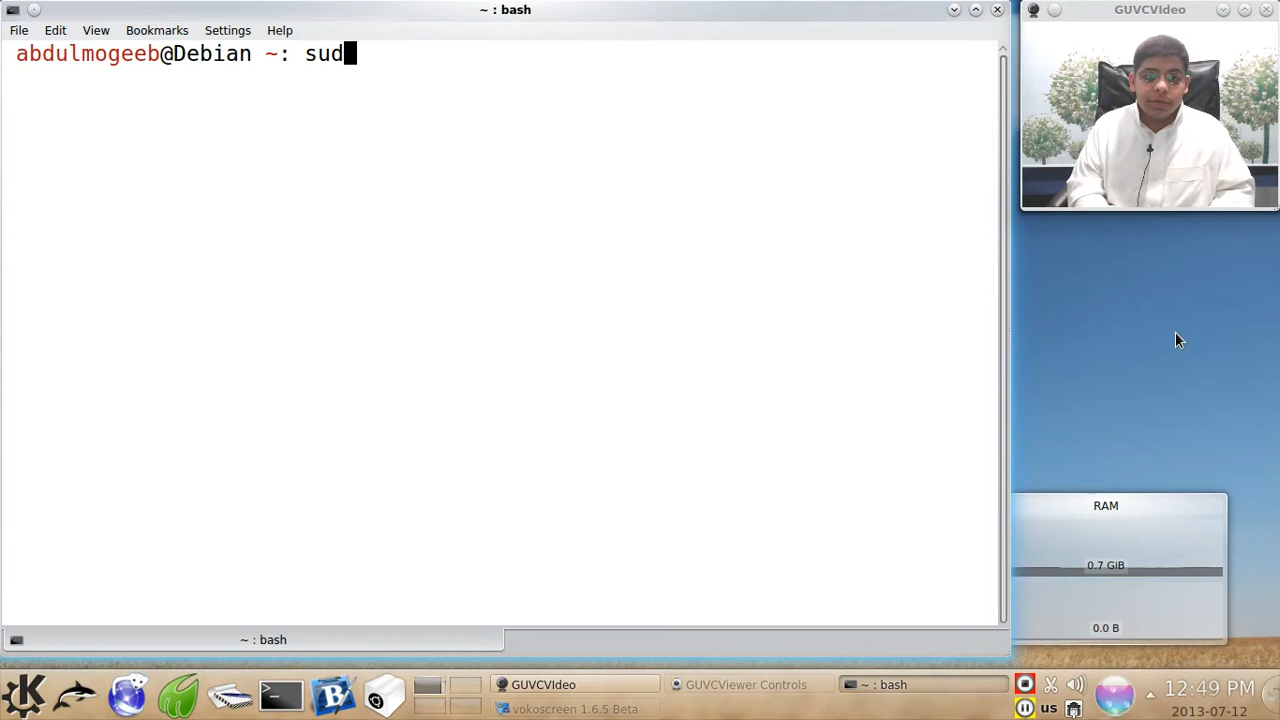 ~ : bash
GUVCVIdeo
File Edit View Bookmarks Settings Help
abdulmogeeb@Debian ~: sud
RAM
0.7 GiB
0.0 B
~ : bash
GUVCVIdeo
GUVCViewer Controls
~ : bash
vokoscreen 1.6.5 Beta
us
12:49 PM
2013-07-12